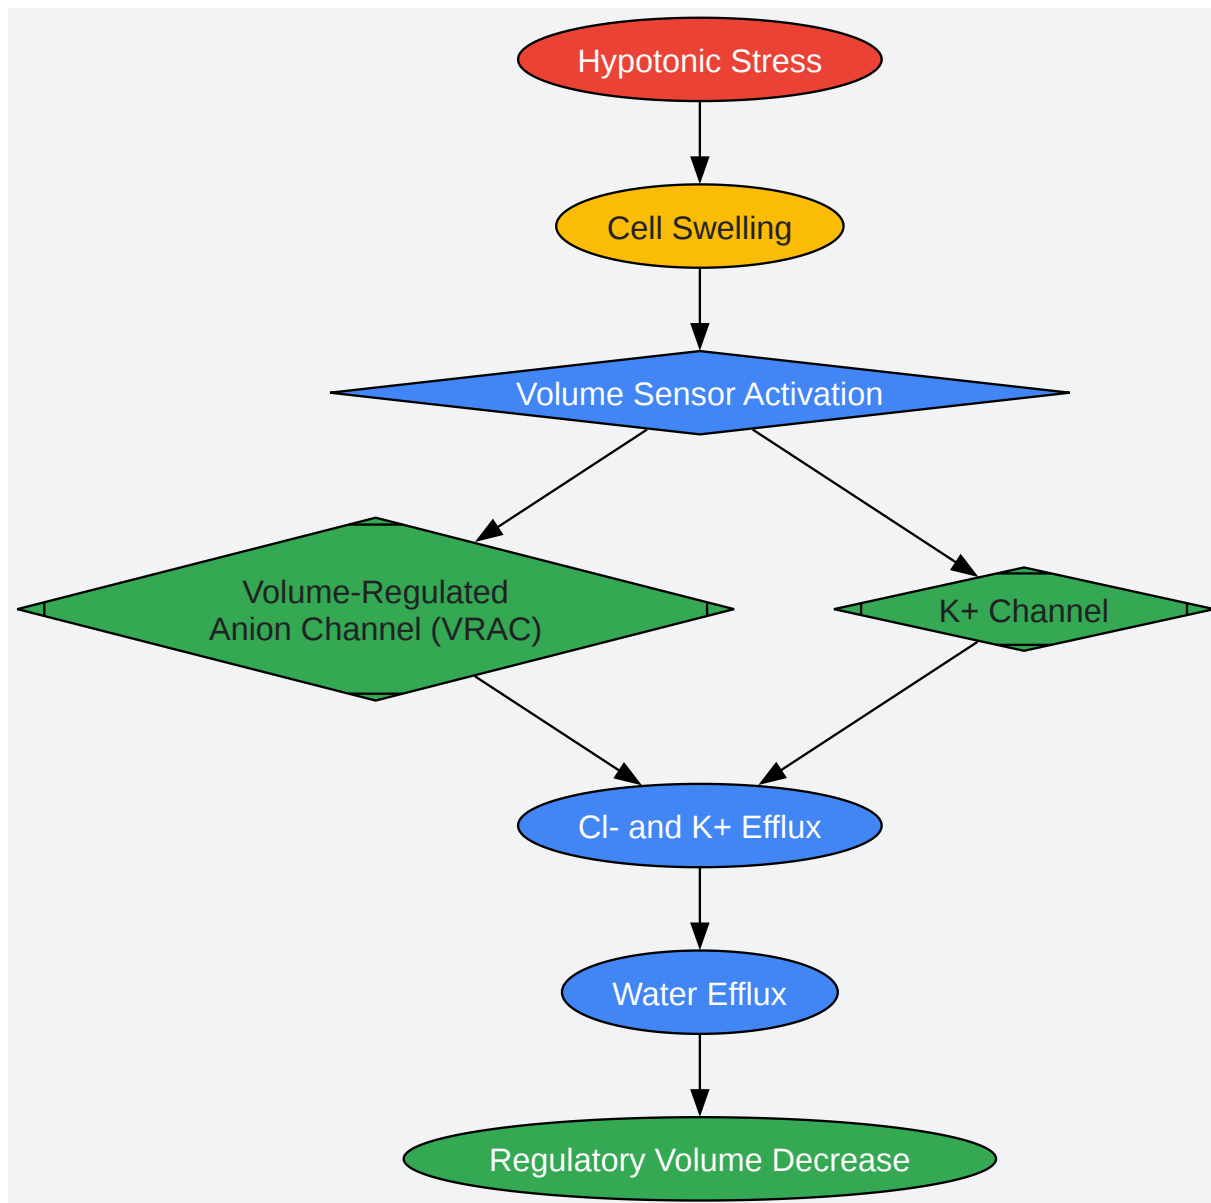 Hypotonic Stress
Cell Swelling
Volume Sensor Activation
Volume-Regulated
Anion Channel (VRAC)
K+ Channel
Cl- and K+ Efflux
Water Efflux
Regulatory Volume Decrease